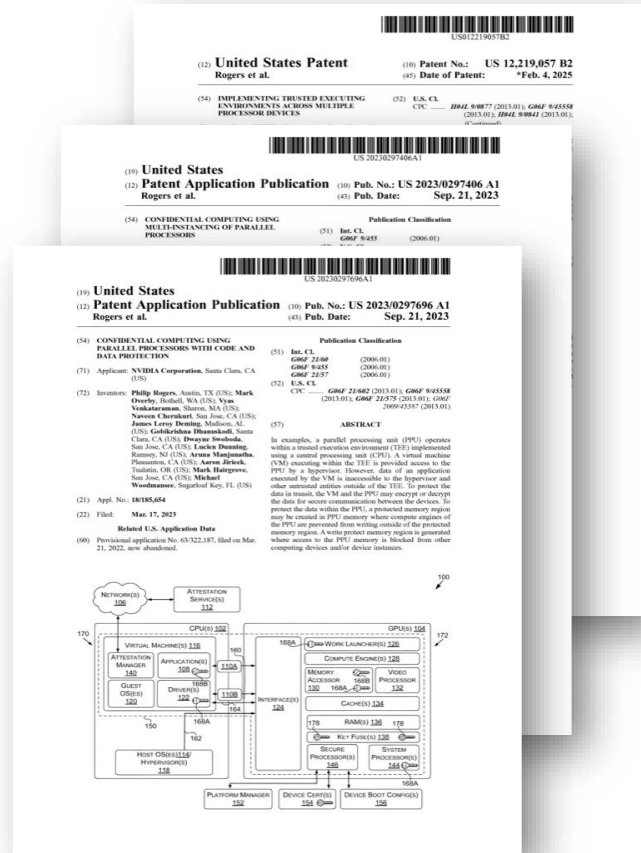 US012219057B2
(12) United States Patent
Rogers et al.
(10) Patent No.: US 12,219,057 B2
(45) Date of Patent: *Feb. 4, 2025
(54) IMPLEMENTING TRUSTED EXECUTING
ENVIRONMENTS ACROSS MULTIPLE
PROCESSOR DEVICES
(52) U.S. Cl.
CPC ....... H04L 9/0877 (2013.01); G06F 9/45558
(2013.01); H04L 9/0841 (2013.01);
(Continued)
US 20230297406A1
(19) United States
(12) Patent Application Publication
Rogers et al.
(10) Pub. No.: US 2023/0297406 A1
(43) Pub. Date: Sep. 21, 2023
(54) CONFIDENTIAL COMPUTING USING
MULTI-INSTANCING OF PARALLEL
PROCESSORS
Publication Classification
(51) Int. Cl.
G06F 9/455 (2006.01)
US 20230297696A1
(19) United States
(12) Patent Application Publication
Rogers et al.
(10) Pub. No.: US 2023/0297696 A1
(43) Pub. Date: Sep. 21, 2023
(54) CONFIDENTIAL COMPUTING USING
PARALLEL PROCESSORS WITH CODE AND
DATA PROTECTION
(71) Applicant: NVIDIA Corporation, Santa Clara, CA
(US)
(72) Inventors: Philip Rogers, Austin, TX (US); Mark
Overby, Bothell, WA (US); Vyas
Venkataraman, Sharon, MA (US);
Naveen Cherukuri, San Jose, CA (US);
James Leroy Deming, Madison, AL
(US); Gobikrishna Dhanuskodi, Santa
Clara, CA (US); Dwayne Swoboda,
San Jose, CA (US); Lucien Dunning,
Ramsey, NJ (US); Aruna Manjunatha,
Pleasanton, CA (US); Aaron Jiricek,
Tualatin, OR (US); Mark Hairgrove,
San Jose, CA (US); Michael
Woodmansee, Sugarloaf Key, FL (US)
(21) Appl. No.: 18/185,654
(22) Filed: Mar. 17, 2023
Related U.S. Application Data
(60) Provisional application No. 63/322,187, filed on Mar.
21, 2022, now abandoned.
Publication Classification
(51) Int. Cl.
G06F 21/60 (2006.01)
G06F 9/455 (2006.01)
G06F 21/57 (2006.01)
(52) U.S. Cl.
CPC ....... G06F 21/602 (2013.01); G06F 9/45558
(2013.01); G06F 21/575 (2013.01); G06F
2009/45587 (2013.01)
(57) ABSTRACT
In examples, a parallel processing unit (PPU) operates
within a trusted execution environment (TEE) implemented
using a central processing unit (CPU). A virtual machine
(VM) executing within the TEE is provided access to the
PPU by a hypervisor. However, data of an application
executed by the VM is inaccessible to the hypervisor and
other untrusted entities outside of the TEE. To protect the
data in transit, the VM and the PPU may encrypt or decrypt
the data for secure communication between the devices. To
protect the data within the PPU, a protected memory region
may be created in PPU memory where compute engines of
the PPU are prevented from writing outside of the protected
memory region. A write protect memory region is generated
where access to the PPU memory is blocked from other
computing devices and/or device instances.
100
NETWORK(S)
106
ATTESTATION
SERVICE(S)
112
170
CPU(S) 102
160
GPU(S) 104
172
VIRTUAL MACHINE(S) 116
ATTESTATION
MANAGER
140
APPLICATION(S)
108
168B
110A
GUEST
OS(ES)
120
DRIVER(S)
122
168A
110B
164
150
162
HOST OS(ES)114/
HYPERVISOR(S)
118
INTERFACE(S)
124
168A
WORK LAUNCHER(S) 126
COMPUTE ENGINE(S) 128
MEMORY
ACCESSOR
130
168B
168A
VIDEO
PROCESSOR
132
CACHE(S) 134
RAM(S) 136
178
178
KEY FUSE(S) 138
SECURE
PROCESSOR(S)
146
SYSTEM
PROCESSOR(S)
144
168A
PLATFORM MANAGER
152
DEVICE CERT(S)
154
DEVICE BOOT CONFIG(S)
156